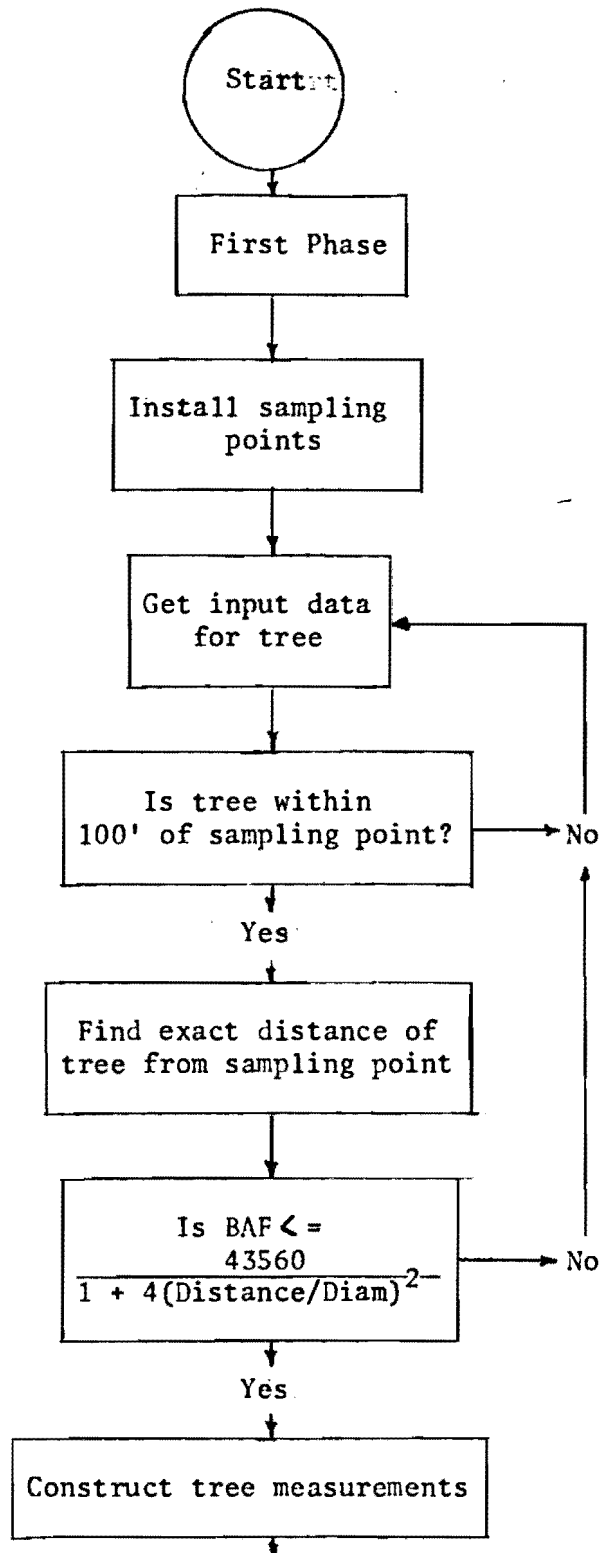 Start
First Phase
Install sampling
points
Get input data
for tree
Is tree within
100' of sampling point?
No
Yes
Find exact distance of
tree from sampling point
Is BAF <=
43560
1 + 4(Distance/Diam)2
No
Yes
Construct tree measurements